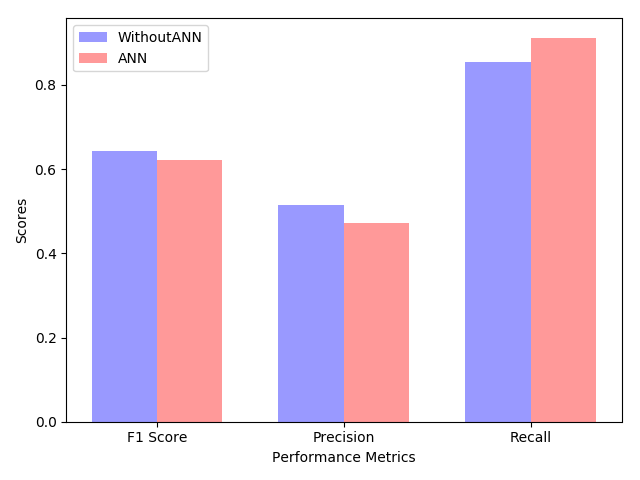 WithoutANN
ANN
Scores
0.8
0.6
0.4
0.2
0.0
F1 Score
Precision
Recall
Performance Metrics